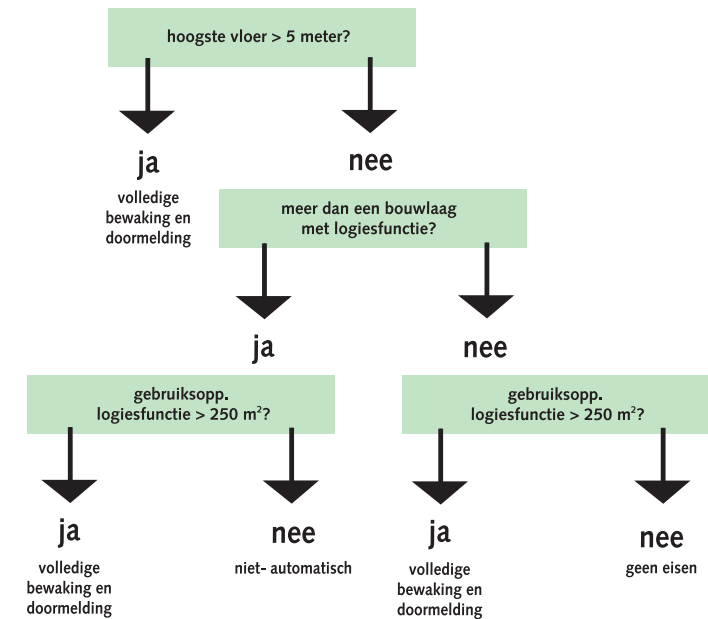 hoogste vloer > 5 meter?
ja
nee
volledige
bewaking en
doormelding
meer dan een bouwlaag
met logiesfunctie?
ja
nee
gebruiksopp.
logiesfunctie > 250 m²?
gebruiksopp.
logiesfunctie > 250 m²?
ja
volledige
bewaking en
doormelding
nee
niet- automatisch
ja
volledige
bewaking en
doormelding
nee
geen eisen